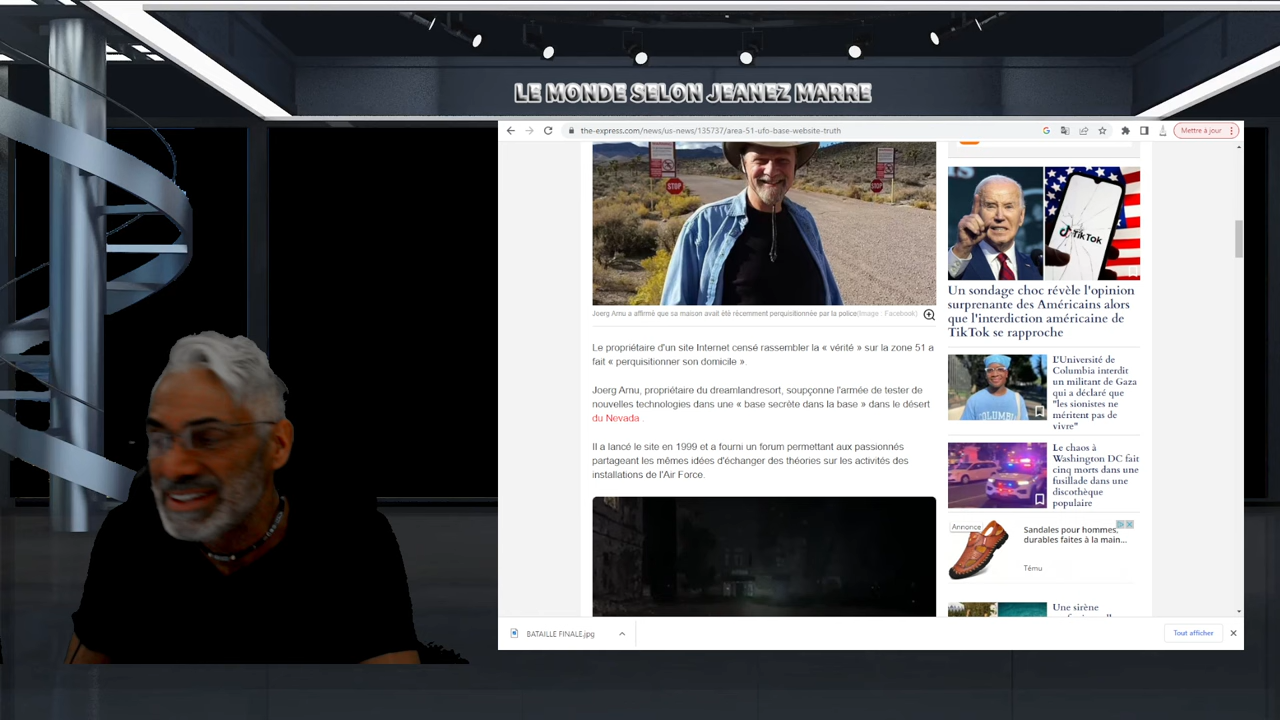 LE MONDE SELON JEANEZ MARRE
the-express.com/news/us-news/135737/area-51-ufo-base-website-truth
Mettre à jour
STOP
STOP
Joerg Arnu a affirmé que sa maison avait été récemment perquisitionnée par la police(Image : Facebook)
Le propriétaire d'un site Internet censé rassembler la « vérité » sur la zone 51 a
fait « perquisitionner son domicile ».
Joerg Arnu, propriétaire du dreamlandresort, soupçonne l'armée de tester de
nouvelles technologies dans une « base secrète dans la base » dans le désert
du Nevada .
Il a lancé le site en 1999 et a fourni un forum permettant aux passionnés
partageant les mêmes idées d'échanger des théories sur les activités des
installations de l'Air Force.
TikTok
Un sondage choc révèle l'opinion
surprenante des Américains alors
que l'interdiction américaine de
TikTok se rapproche
COLUMBI
L'Université de
Columbia interdit
un militant de Gaza
qui a déclaré que
"les sionistes ne
méritent pas de
vivre"
Le chaos à
Washington DC fait
cinq morts dans une
fusillade dans une
discothèque
populaire
Annonce
Sandales pour hommes,
durables faites à la main...
Tému
Une sirène
BATAILLE FINALE.jpg
Tout afficher